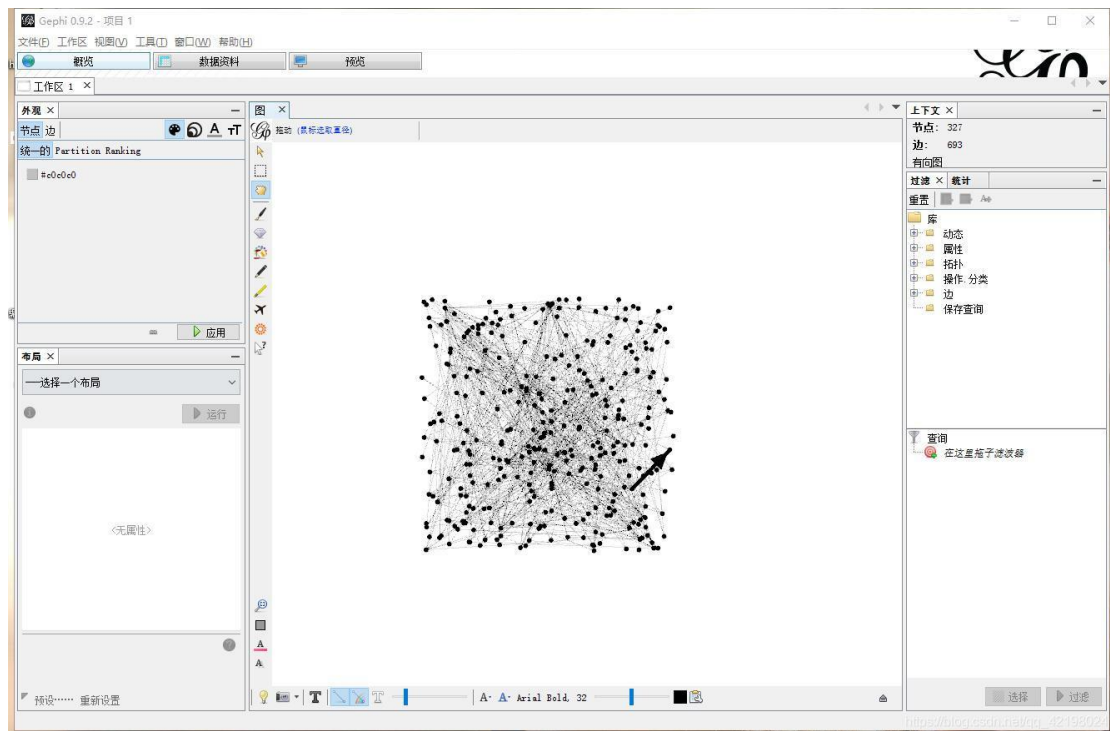 Gephi 0.9.2 - 项目 1
文件(F) 工作区 视图(V) 工具(T) 窗口(W) 帮助(H)
概览 数据资料 预览
工作区 1 ×
外观 ×
节点 边 A TT
统一的 Partition Ranking
#c0c0c0
应用
布局 ×
---选择一个布局
运行
<无属性>
预设…… 重新设置
图 ×
拖动 (鼠标选取直径)
A
A
T T A- A- Arial Bold, 32
上下文 ×
节点: 327
边: 693
有向图
过滤 × 统计
重置
库
动态
属性
拓扑
操作.分类
边
保存查询
查询
在这里拖子滤波器
选择 过滤
https://blog.csdn.net/qq_42198024